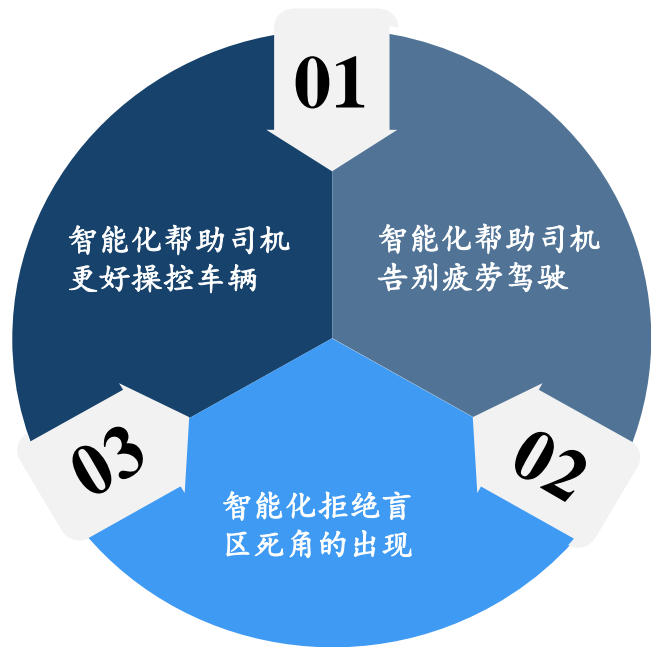 01
智能化帮助司机
更好操控车辆
智能化帮助司机
告别疲劳驾驶
03
02
智能化拒绝盲
区死角的出现